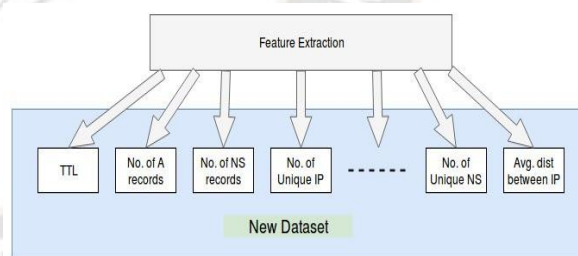 Feature Extraction
TTL
No. of A
records
No. of NS
records
No. of
Unique IP
No. of
Unique NS
Avg. dist
between IP
New Dataset